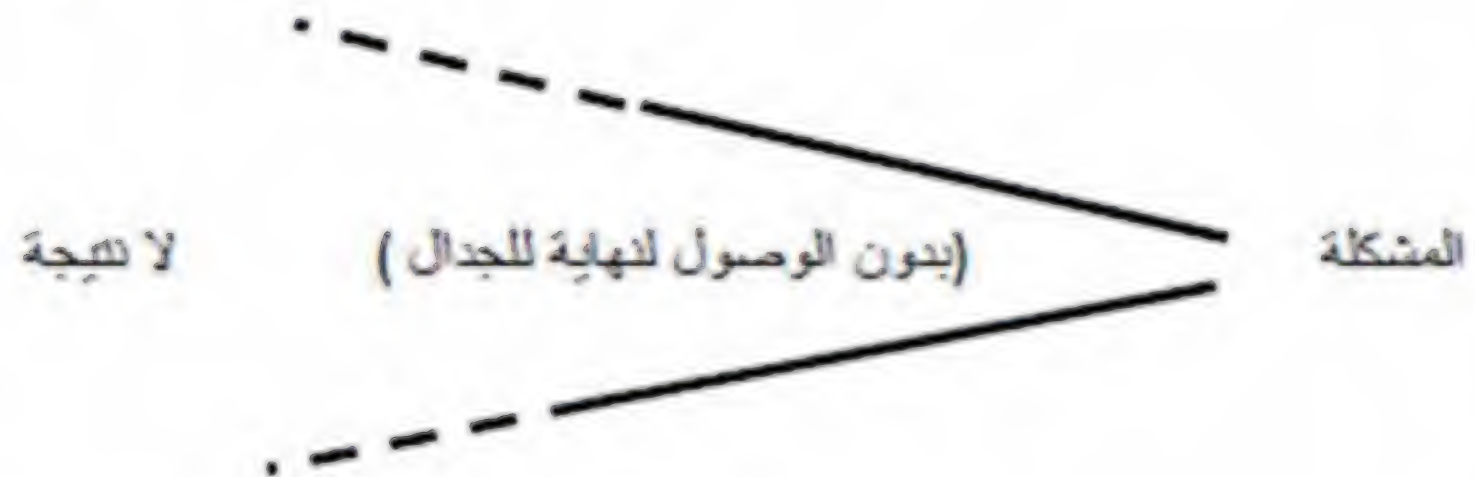 المشكلة
(بدون الوصول لنهاية للجدال )
لا نتيجة